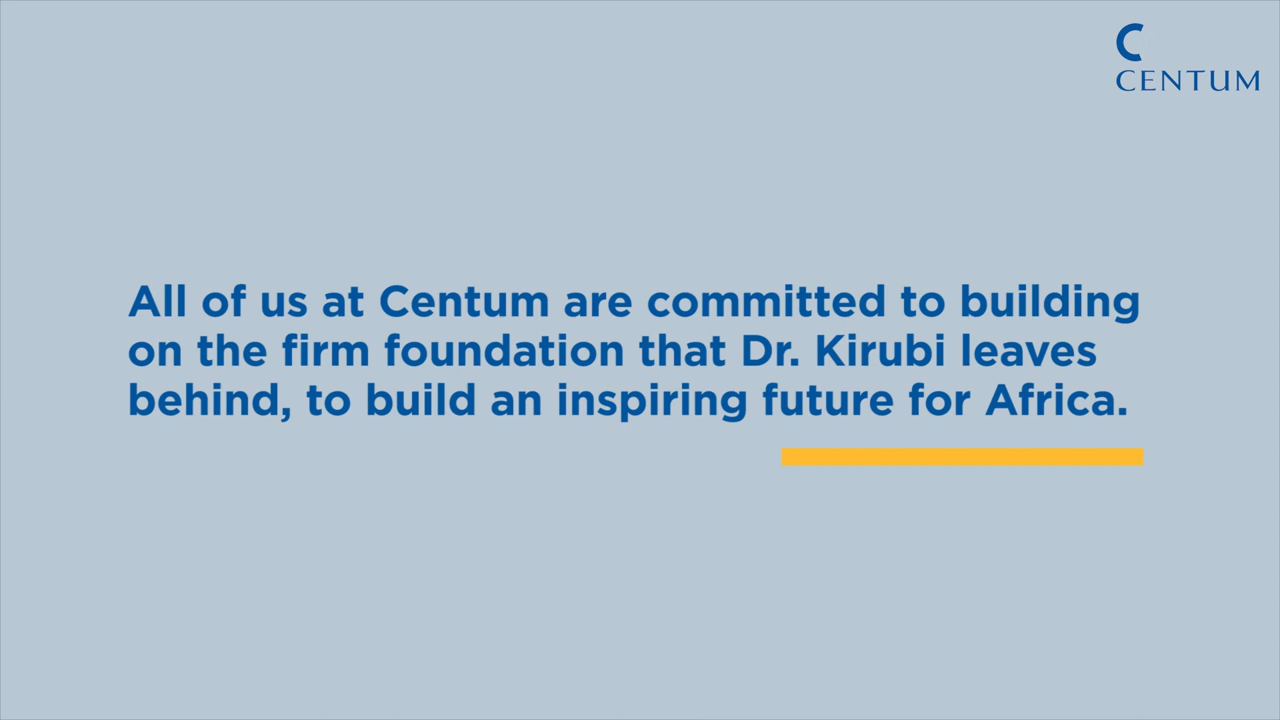 C
CENTUM
All of us at Centum are committed to building
on the firm foundation that Dr. Kirubi leaves
behind, to build an inspiring future for Africa.